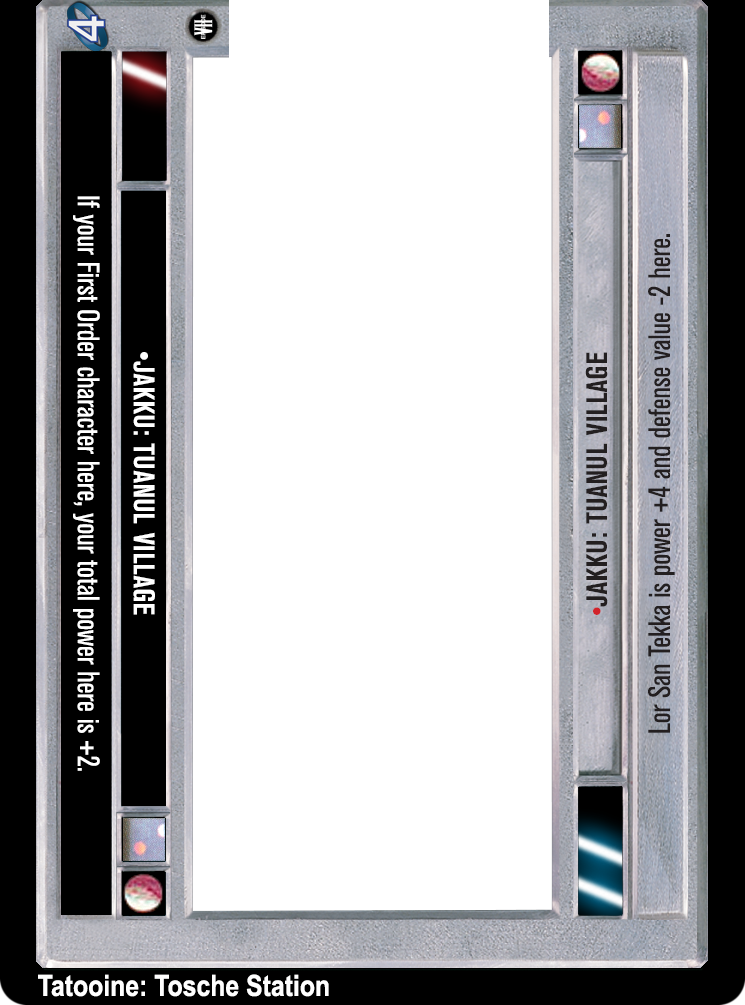 4
If your First Order character here, your total power here is +2.
•JAKKU: TUANUL VILLAGE
•JAKKU: TUANUL VILLAGE
Lor San Tekka is power +4 and defense value -2 here.
Tatooine: Tosche Station